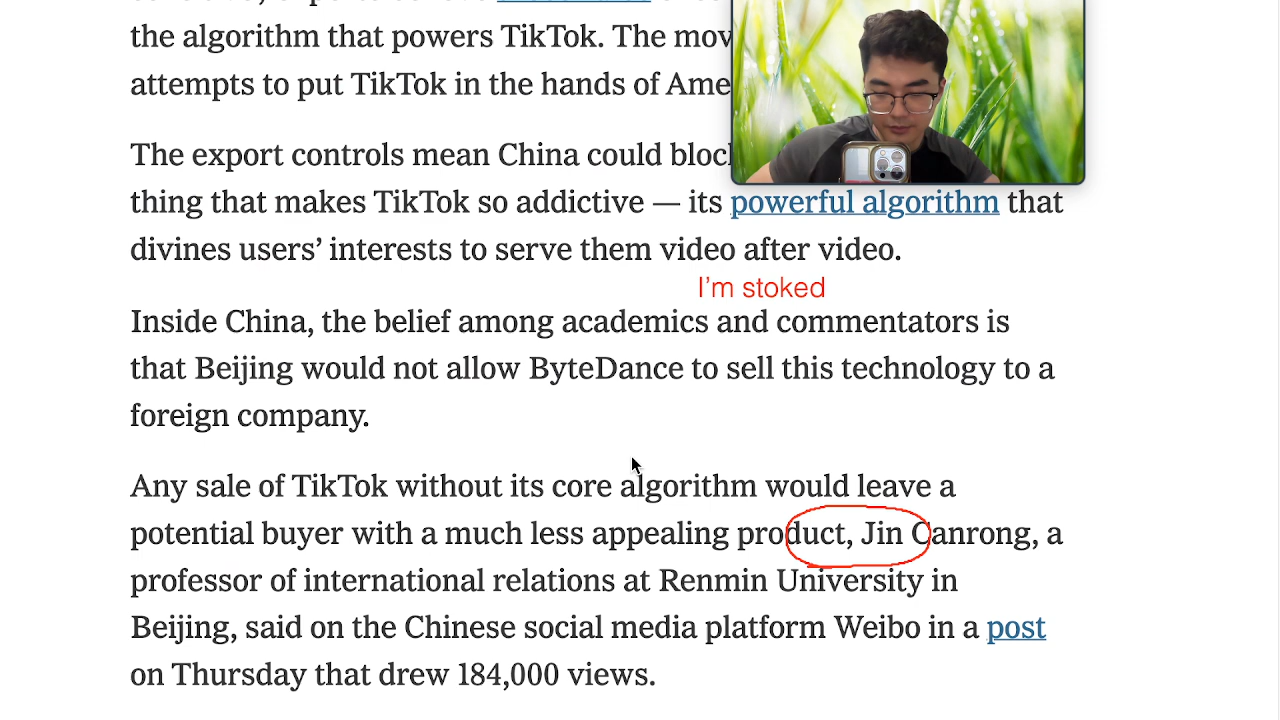 the algorithm that powers TikTok. The mov
attempts to put TikTok in the hands of Ame
The export controls mean China could bloc
thing that makes TikTok so addictive — its powerful algorithm that
divines users’ interests to serve them video after video.
I’m stoked
Inside China, the belief among academics and commentators is
that Beijing would not allow ByteDance to sell this technology to a
foreign company.
Any sale of TikTok without its core algorithm would leave a
potential buyer with a much less appealing product, Jin Canrong, a
professor of international relations at Renmin University in
Beijing, said on the Chinese social media platform Weibo in a post
on Thursday that drew 184,000 views.